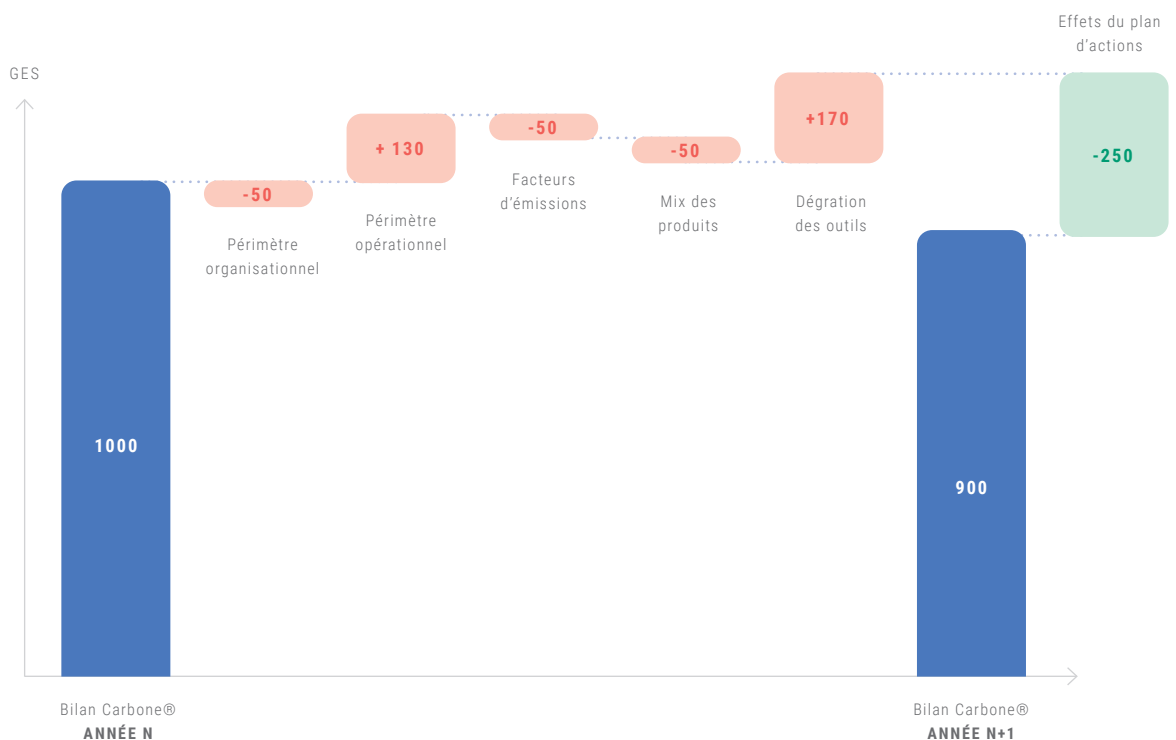 Effets du plan
d'actions
GES
+170
+ 130
-50
-50
-250
-50
Facteurs
d'émissions
Mix des
produits
Dégration
des outils
Périmètre
opérationnel
Périmètre
organisationnel
1000
900
Bilan Carbone®
ANNÉE N
Bilan Carbone®
ANNÉE N+1